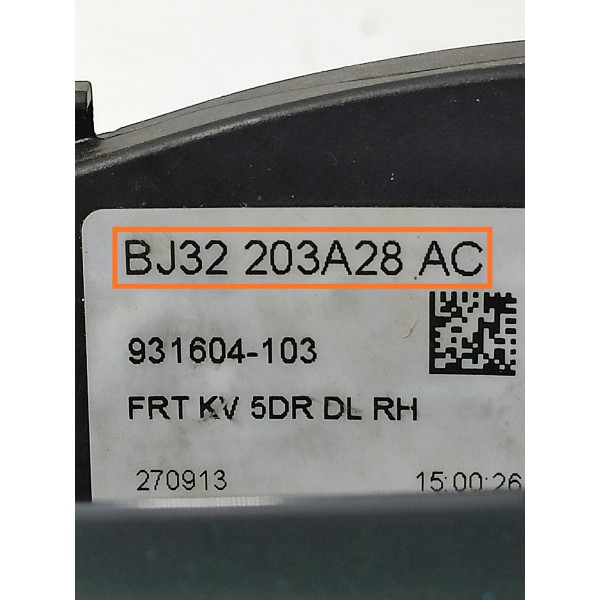 BJ32 203A28 AC
931604-103
FRT KV 5DR DL RH
270913 15:00:26